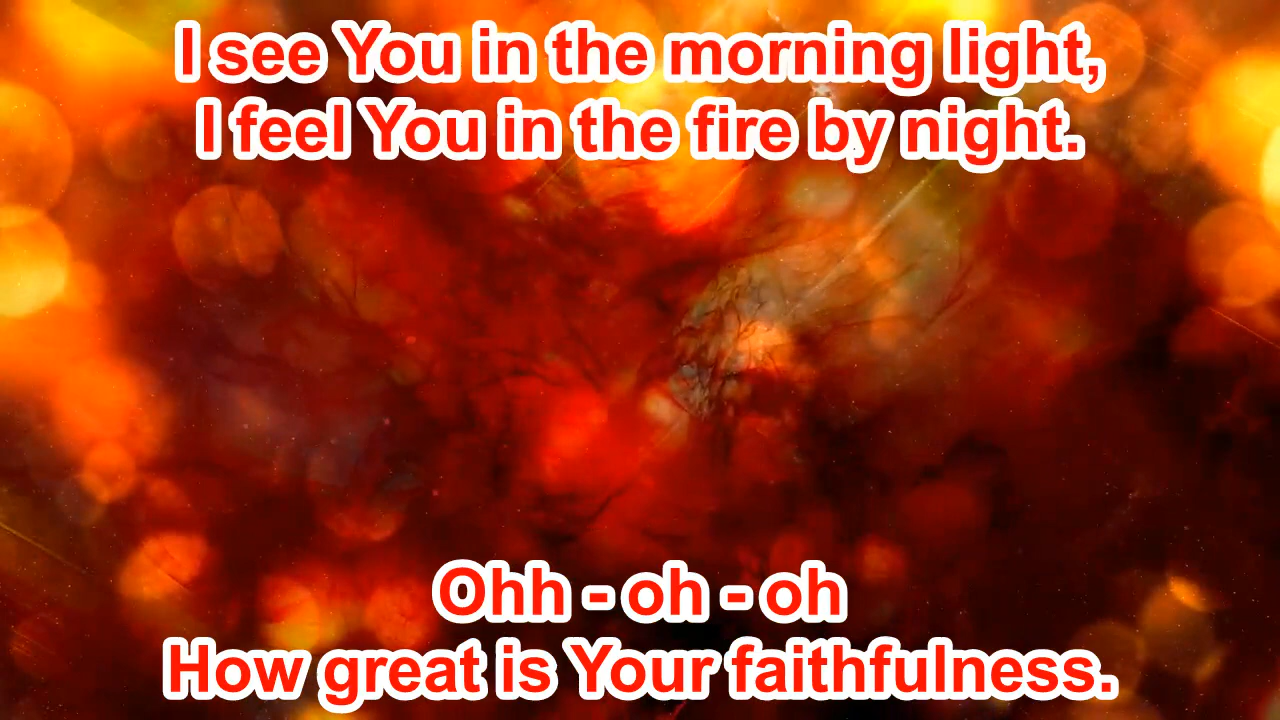 I see You in the morning light,
I feel You in the fire by night.
Ohh - oh - oh
How great is Your faithfulness.